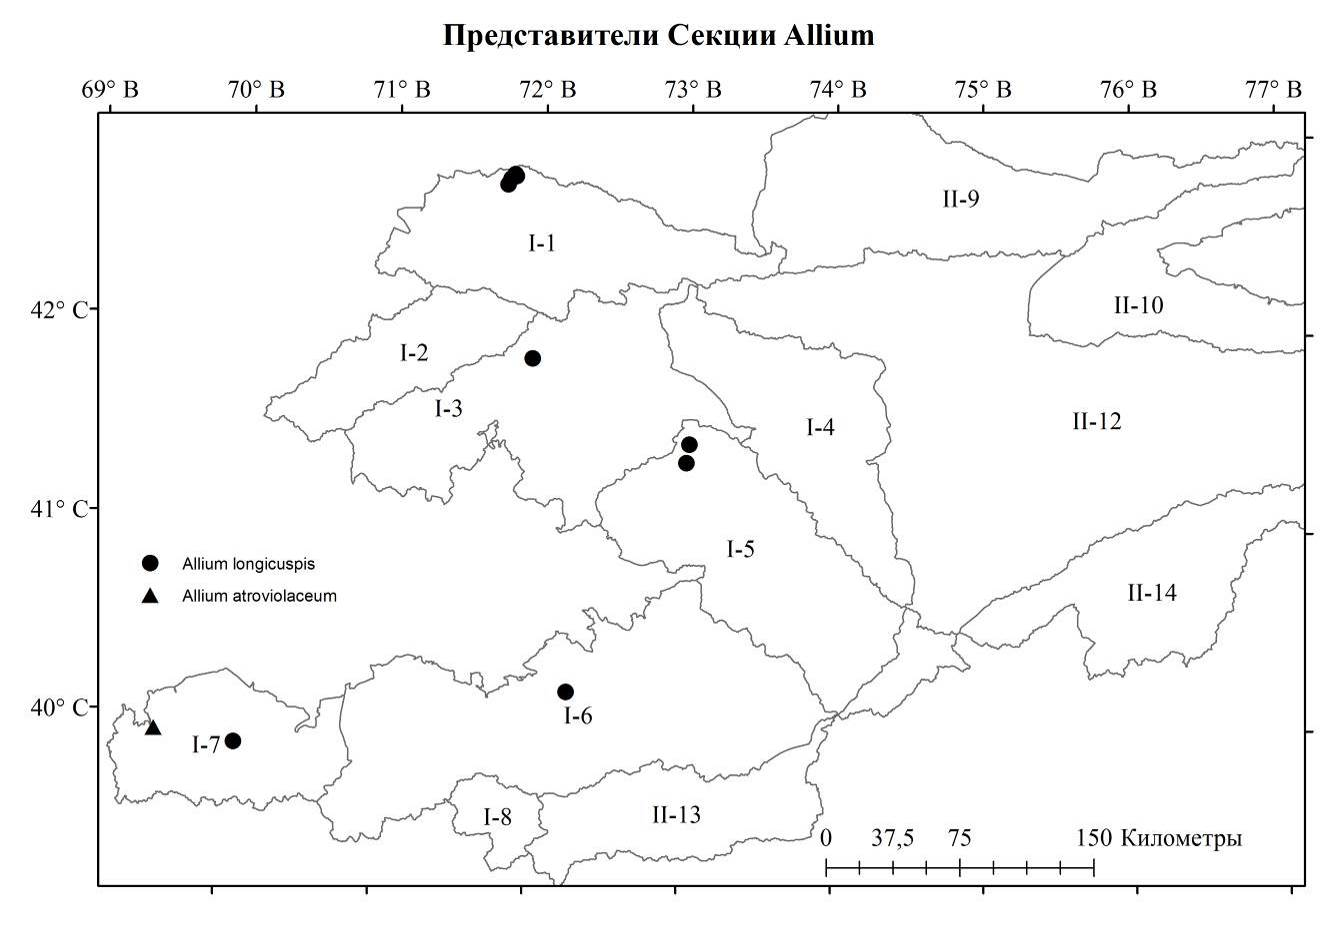 Представители Секции Allium
69° В 70° В 71° В 72° В 73° В 74° В 75° В 76° В 77° В
II-9
I-1
42° С
II-10
I-2
I-3
I-4
II-12
41° С
I-5
Allium longicuspis
Allium atroviolaceum
II-14
40° С
I-6
I-7
I-8
II-13
0 37,5 75 150 Километры